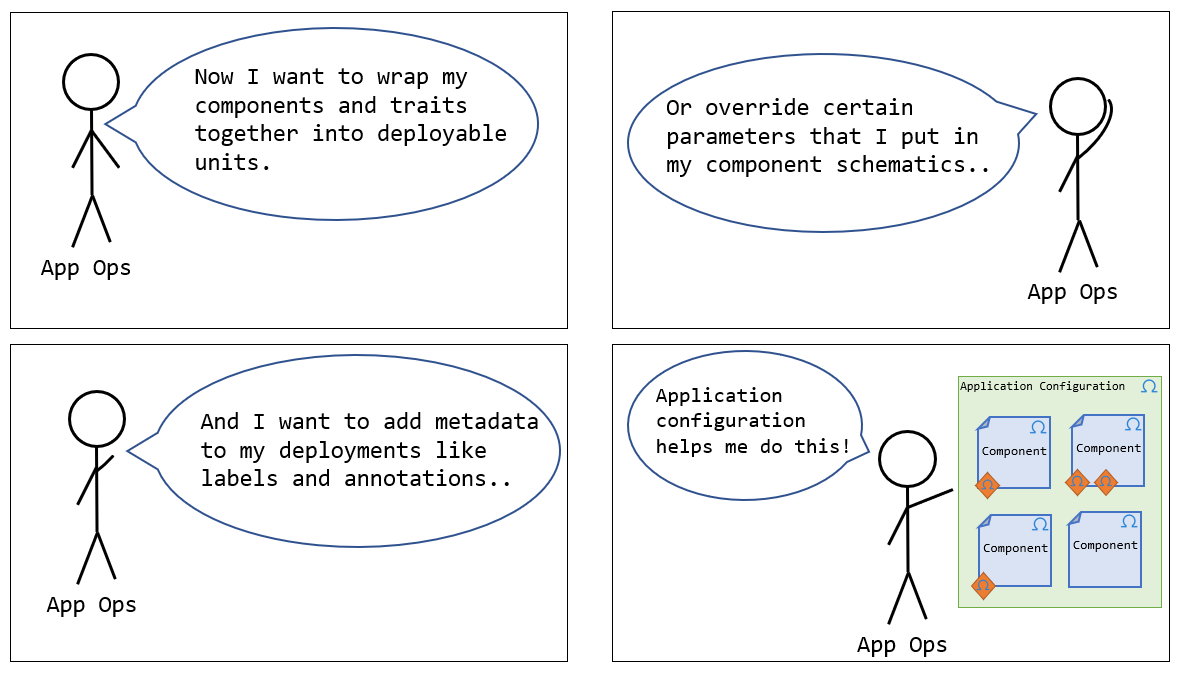 Now I want to wrap my
components and traits
together into deployable
units.
App Ops
Or override certain
parameters that I put in
my component schematics..
App Ops
And I want to add metadata
to my deployments like
labels and annotations..
App Ops
Application
configuration
helps me do this!
App Ops
Application Configuration Ω
Ω
Component
Ω
Ω
Component
Ω Ω
Ω
Component
Ω
Ω
Component